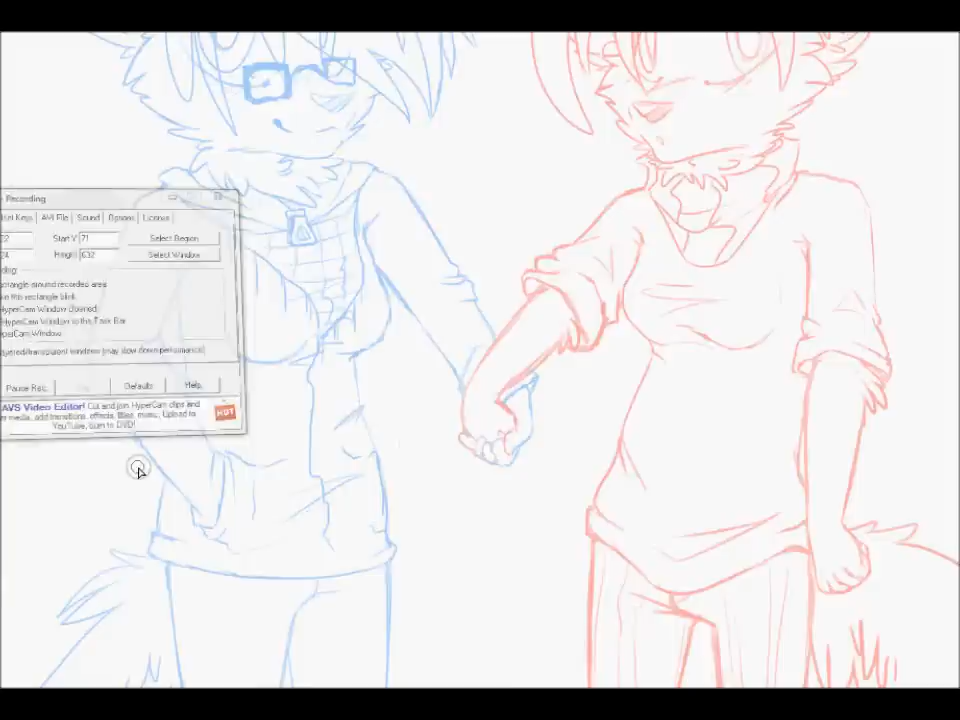 Recording
Keys AVI File Sound Options License
Start Y 71 Select Region
24 Height 632 Select Window
rectangle around recorded area
this rectangle blink
HyperCam Window opened
HyperCam Window to the Task Bar
Window
layered/transparent windows (may slow down performance)
Pause Rec. Defaults Help
AVS Video Editor! Cut and join HyperCam clips and
media, add transitions, effects, titles, music, Upload to
YouTube, burn to DVD!
HOT